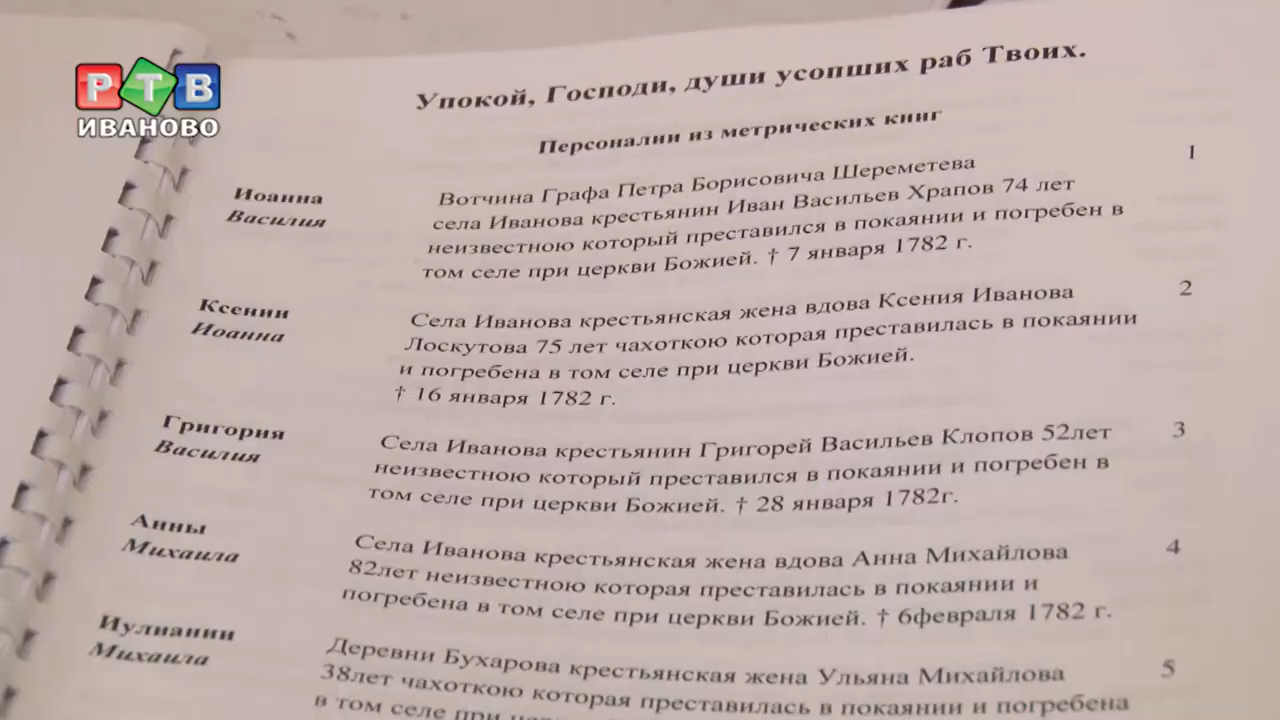 РТВ
ИВАНОВО
Упокой, Господи, души усопших раб Твоих.
Персоналии из метрических книг
Иоанна
Василия
Вотчина Графа Петра Борисовича Шереметева
села Иванова крестьянин Иван Васильев Храпов 74 лет
неизвестною который преставился в покаянии и погребен в
том селе при церкви Божией. † 7 января 1782 г.
1
Ксении
Иоанна
Села Иванова крестьянская жена вдова Ксения Иванова
Лоскутова 75 лет чахоткою которая преставилась в покаянии
и погребена в том селе при церкви Божией.
† 16 января 1782 г.
2
Григория
Василия
Села Иванова крестьянин Григорей Васильев Клопов 52лет
неизвестною который преставился в покаянии и погребен в
том селе при церкви Божией. † 28 января 1782г.
3
Анны
Михаила
Села Иванова крестьянская жена вдова Анна Михайлова
82лет неизвестною которая преставилась в покаянии и
погребена в том селе при церкви Божией. † 6февраля 1782 г.
4
Иулиании
Михаила
Деревни Бухарова крестьянская жена Ульяна Михайлова
38лет чахоткою которая преставилась в покаянии и погребена
в том селе при церкви Божией.
5